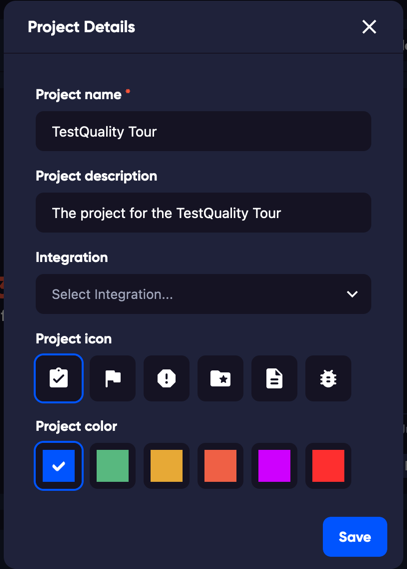 Project Details
Project name *
TestQuality Tour
Project description
The project for the TestQuality Tour
Integration
Select Integration...
Project icon
Project color
Save